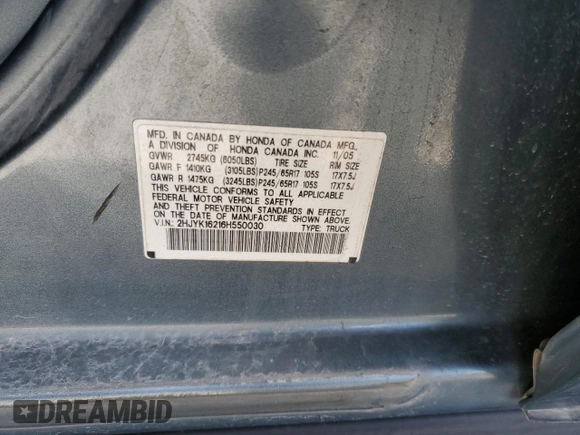 MFD. IN CANADA BY HONDA OF CANADA MFG.
A DIVISION OF HONDA CANADA INC. 11/05
GVWR 2745KG (6050LBS) TIRE SIZE RIM SIZE
GAWR F 1410KG (3105LBS) P245/65R17 105S 17X7.5J
GAWR R 1475KG (3245LBS) P245/65R17 105S 17X7.5J
THIS VEHICLE CONFORMS TO ALL APPLICABLE
FEDERAL MOTOR VEHICLE SAFETY
AND THEFT PREVENTION STANDARDS IN EFFECT
ON THE DATE OF MANUFACTURE SHOWN ABOVE.
V.I.N.: 2HJYK16216H550030 TYPE: TRUCK
DREAMBID